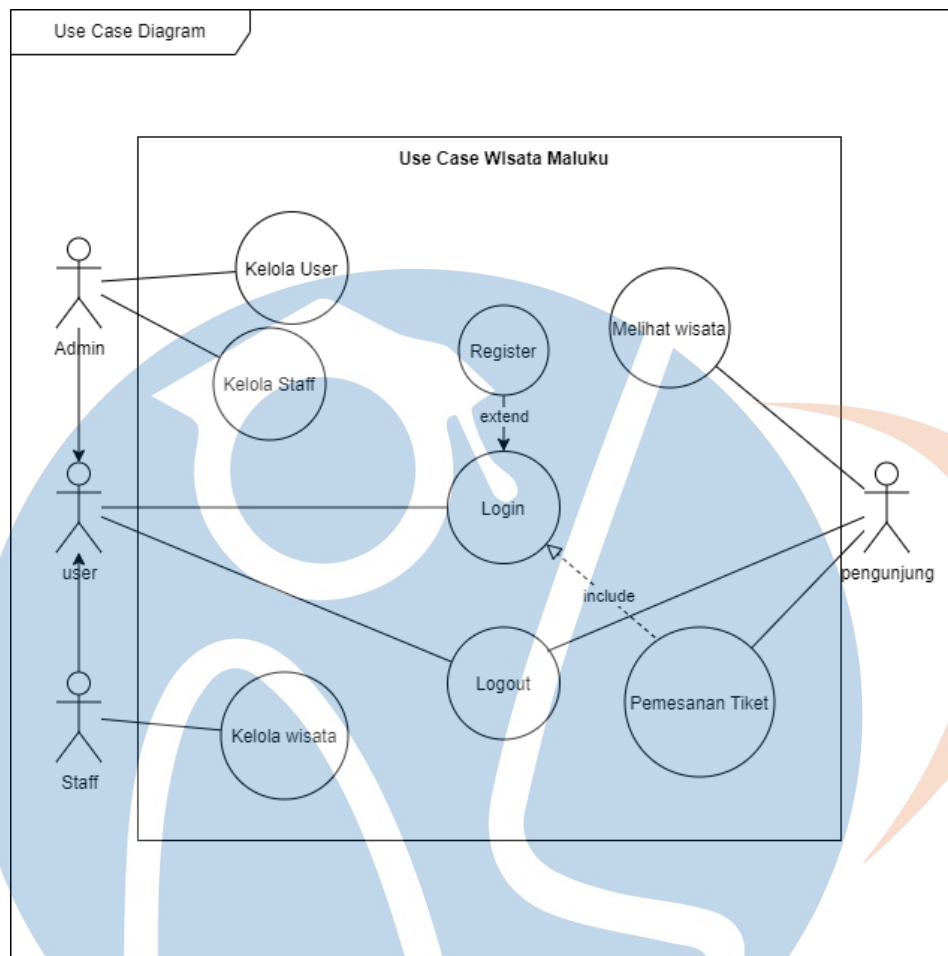 Use Case Diagram
Use Case WIsata Maluku
Kelola User
Admin
Kelola Staff
Register
Melihat wisata
extend
Login
user
pengunjung
include
Logout
Pemesanan Tiket
Kelola wisata
Staff